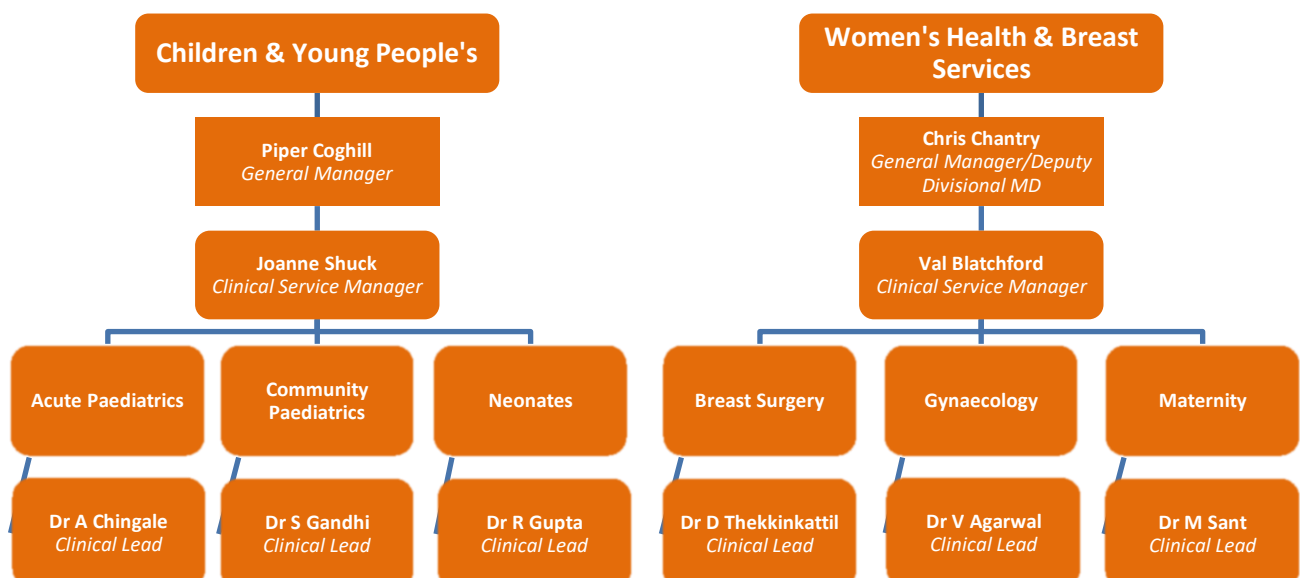 Children & Young People's
Piper Coghill
General Manager
Joanne Shuck
Clinical Service Manager
Acute Paediatrics
Community
Paediatrics
Neonates
Dr A Chingale
Clinical Lead
Dr S Gandhi
Clinical Lead
Dr R Gupta
Clinical Lead
Women's Health & Breast
Services
Chris Chantry
General Manager/Deputy
Divisional MD
Val Blatchford
Clinical Service Manager
Breast Surgery
Gynaecology
Maternity
Dr D Thekkinkattil
Clinical Lead
Dr V Agarwal
Clinical Lead
Dr M Sant
Clinical Lead